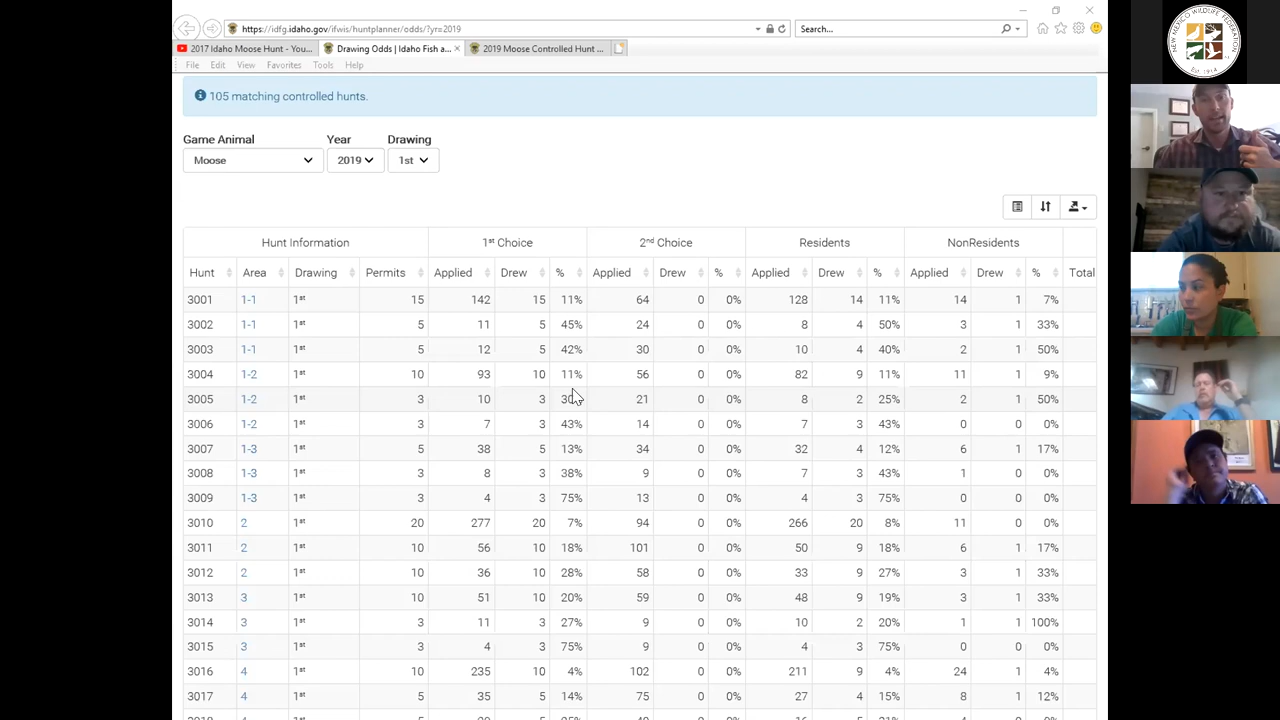 https://idfg.idaho.gov/ifwis/huntplanner/odds/?yr=2019
Search...
2017 Idaho Moose Hunt - You...
Drawing Odds | Idaho Fish a...
2019 Moose Controlled Hunt ...
File Edit View Favorites Tools Help
105 matching controlled hunts.
Game Animal Year Drawing
Moose 2019 1st
Hunt Information 1st Choice 2nd Choice Residents NonResidents
Hunt Area Drawing Permits Applied Drew % Applied Drew % Applied Drew % Applied Drew % Total
3001 1-1 1st 15 142 15 11% 64 0 0% 128 14 11% 14 1 7%
3002 1-1 1st 5 11 5 45% 24 0 0% 8 4 50% 3 1 33%
3003 1-1 1st 5 12 5 42% 30 0 0% 10 4 40% 2 1 50%
3004 1-2 1st 10 93 10 11% 56 0 0% 82 9 11% 11 1 9%
3005 1-2 1st 3 10 3 30% 21 0 0% 8 2 25% 2 1 50%
3006 1-2 1st 3 7 3 43% 14 0 0% 7 3 43% 0 0 0%
3007 1-3 1st 5 38 5 13% 34 0 0% 32 4 12% 6 1 17%
3008 1-3 1st 3 8 3 38% 9 0 0% 7 3 43% 1 0 0%
3009 1-3 1st 3 4 3 75% 13 0 0% 4 3 75% 0 0 0%
3010 2 1st 20 277 20 7% 94 0 0% 266 20 8% 11 0 0%
3011 2 1st 10 56 10 18% 101 0 0% 50 9 18% 6 1 17%
3012 2 1st 10 36 10 28% 58 0 0% 33 9 27% 3 1 33%
3013 3 1st 10 51 10 20% 59 0 0% 48 9 19% 3 1 33%
3014 3 1st 3 11 3 27% 9 0 0% 10 2 20% 1 1 100%
3015 3 1st 3 4 3 75% 9 0 0% 4 3 75% 0 0 0%
3016 4 1st 10 235 10 4% 102 0 0% 211 9 4% 24 1 4%
3017 4 1st 5 35 5 14% 75 0 0% 27 4 15% 8 1 12%
NEW MEXICO WILDLIFE FEDERATION
EST. 1914